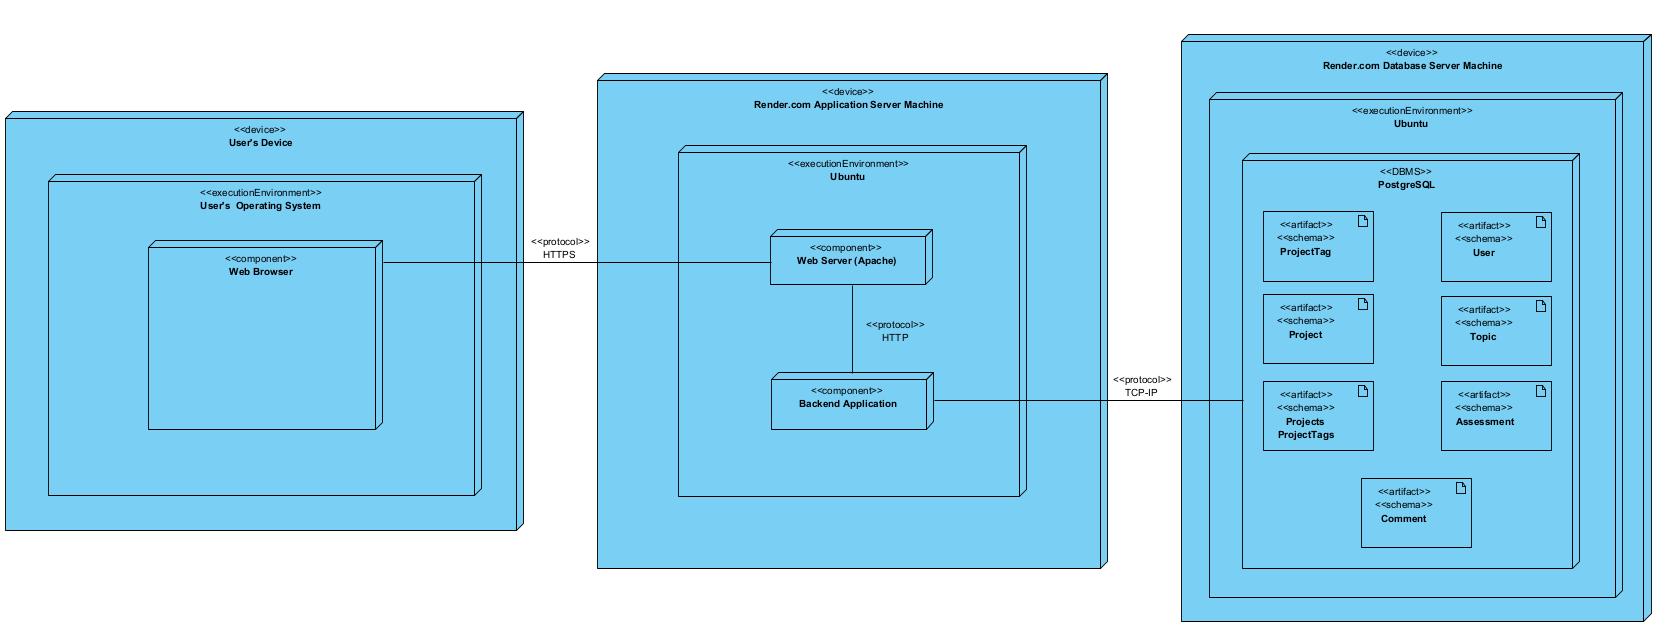 <<device>>
User's Device
<<executionEnvironment>>
User's  Operating System
<<component>>
Web Browser
<<protocol>>
HTTPS
<<device>>
Render.com Application Server Machine
<<executionEnvironment>>
Ubuntu
<<component>>
Web Server (Apache)
<<protocol>>
HTTP
<<component>>
Backend Application
<<protocol>>
TCP-IP
<<device>>
Render.com Database Server Machine
<<executionEnvironment>>
Ubuntu
<<DBMS>>
PostgreSQL
<<artifact>>
<<schema>>
ProjectTag
<<artifact>>
<<schema>>
User
<<artifact>>
<<schema>>
Project
<<artifact>>
<<schema>>
Topic
<<artifact>>
<<schema>>
Projects
ProjectTags
<<artifact>>
<<schema>>
Assessment
<<artifact>>
<<schema>>
Comment